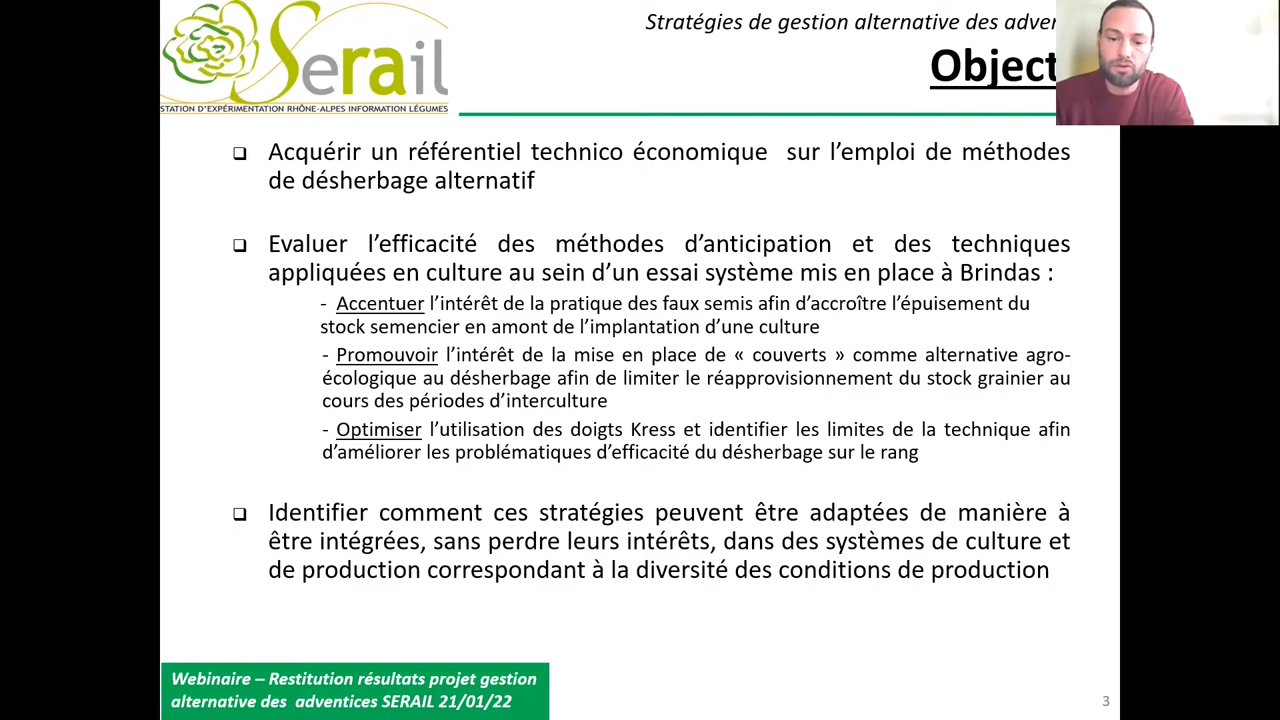 Serail
STATION D'EXPÉRIMENTATION RHÔNE-ALPES INFORMATION LÉGUMES
Stratégies de gestion alternative des adven
Object
❑ Acquérir un référentiel technico économique sur l'emploi de méthodes
de désherbage alternatif
❑ Evaluer l'efficacité des méthodes d'anticipation et des techniques
appliquées en culture au sein d'un essai système mis en place à Brindas :
- Accentuer l'intérêt de la pratique des faux semis afin d'accroître l'épuisement du
stock semencier en amont de l'implantation d'une culture
- Promouvoir l'intérêt de la mise en place de « couverts » comme alternative agro-
écologique au désherbage afin de limiter le réapprovisionnement du stock grainier au
cours des périodes d'interculture
- Optimiser l'utilisation des doigts Kress et identifier les limites de la technique afin
d'améliorer les problématiques d'efficacité du désherbage sur le rang
❑ Identifier comment ces stratégies peuvent être adaptées de manière à
être intégrées, sans perdre leurs intérêts, dans des systèmes de culture et
de production correspondant à la diversité des conditions de production
Webinaire – Restitution résultats projet gestion
alternative des adventices SERAIL 21/01/22
3